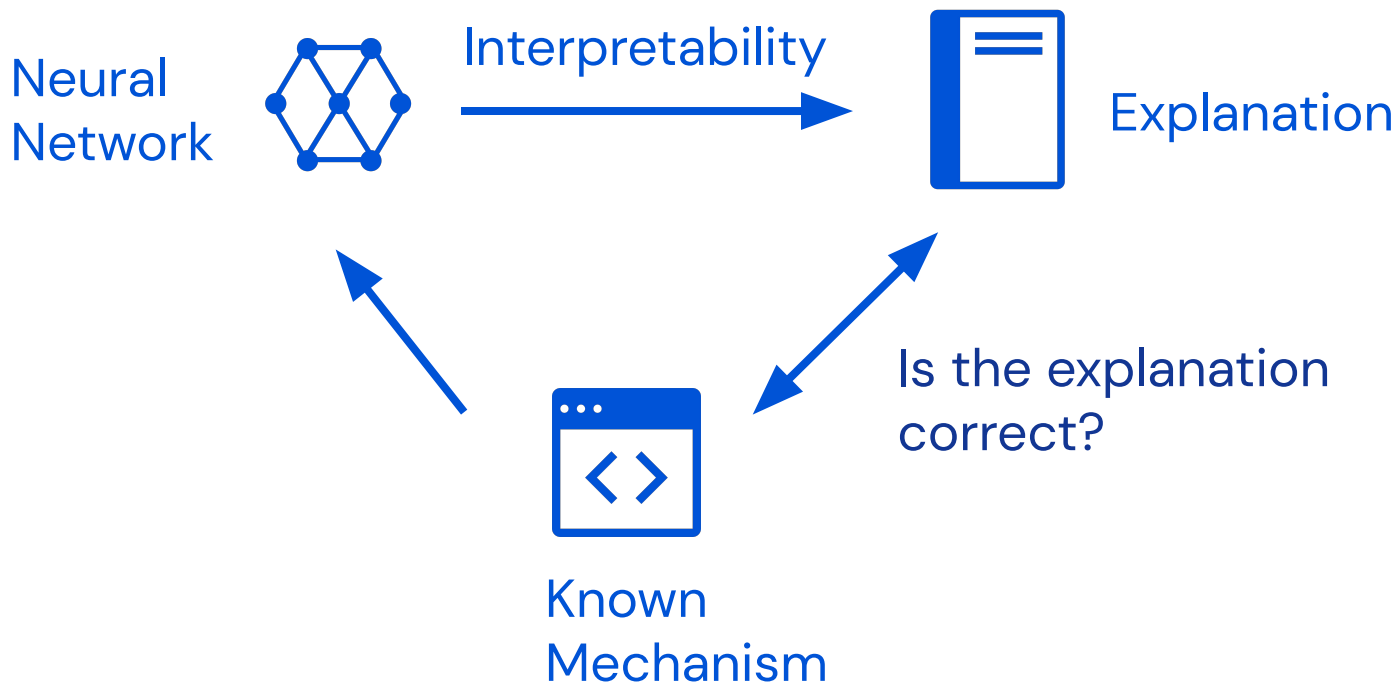 Neural
Network
Interpretability
Explanation
Is the explanation
correct?
Known
Mechanism